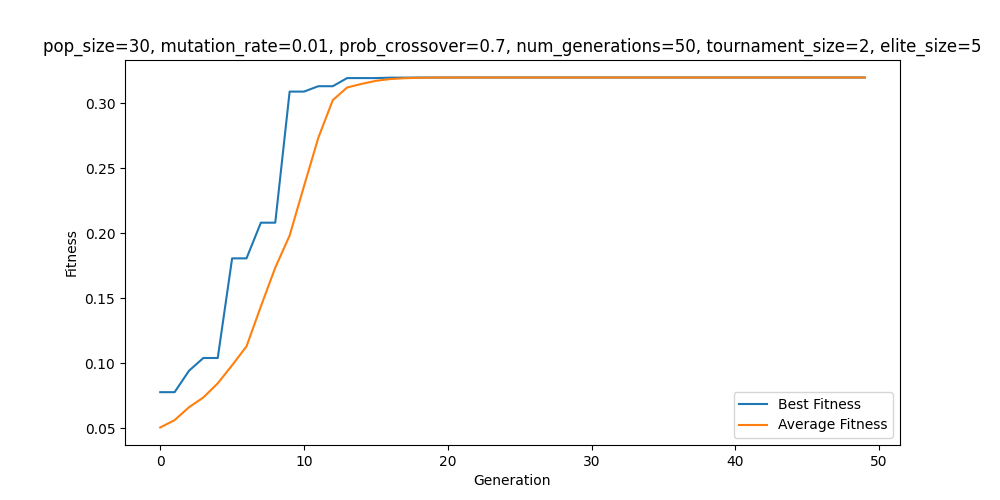 pop_size=30, mutation_rate=0.01, prob_crossover=0.7, num_generations=50, tournament_size=2, elite_size=5
0.30
0.25
0.20
0.15
0.10
0.05
Fitness
0 10 20 30 40 50
Generation
Best Fitness
Average Fitness